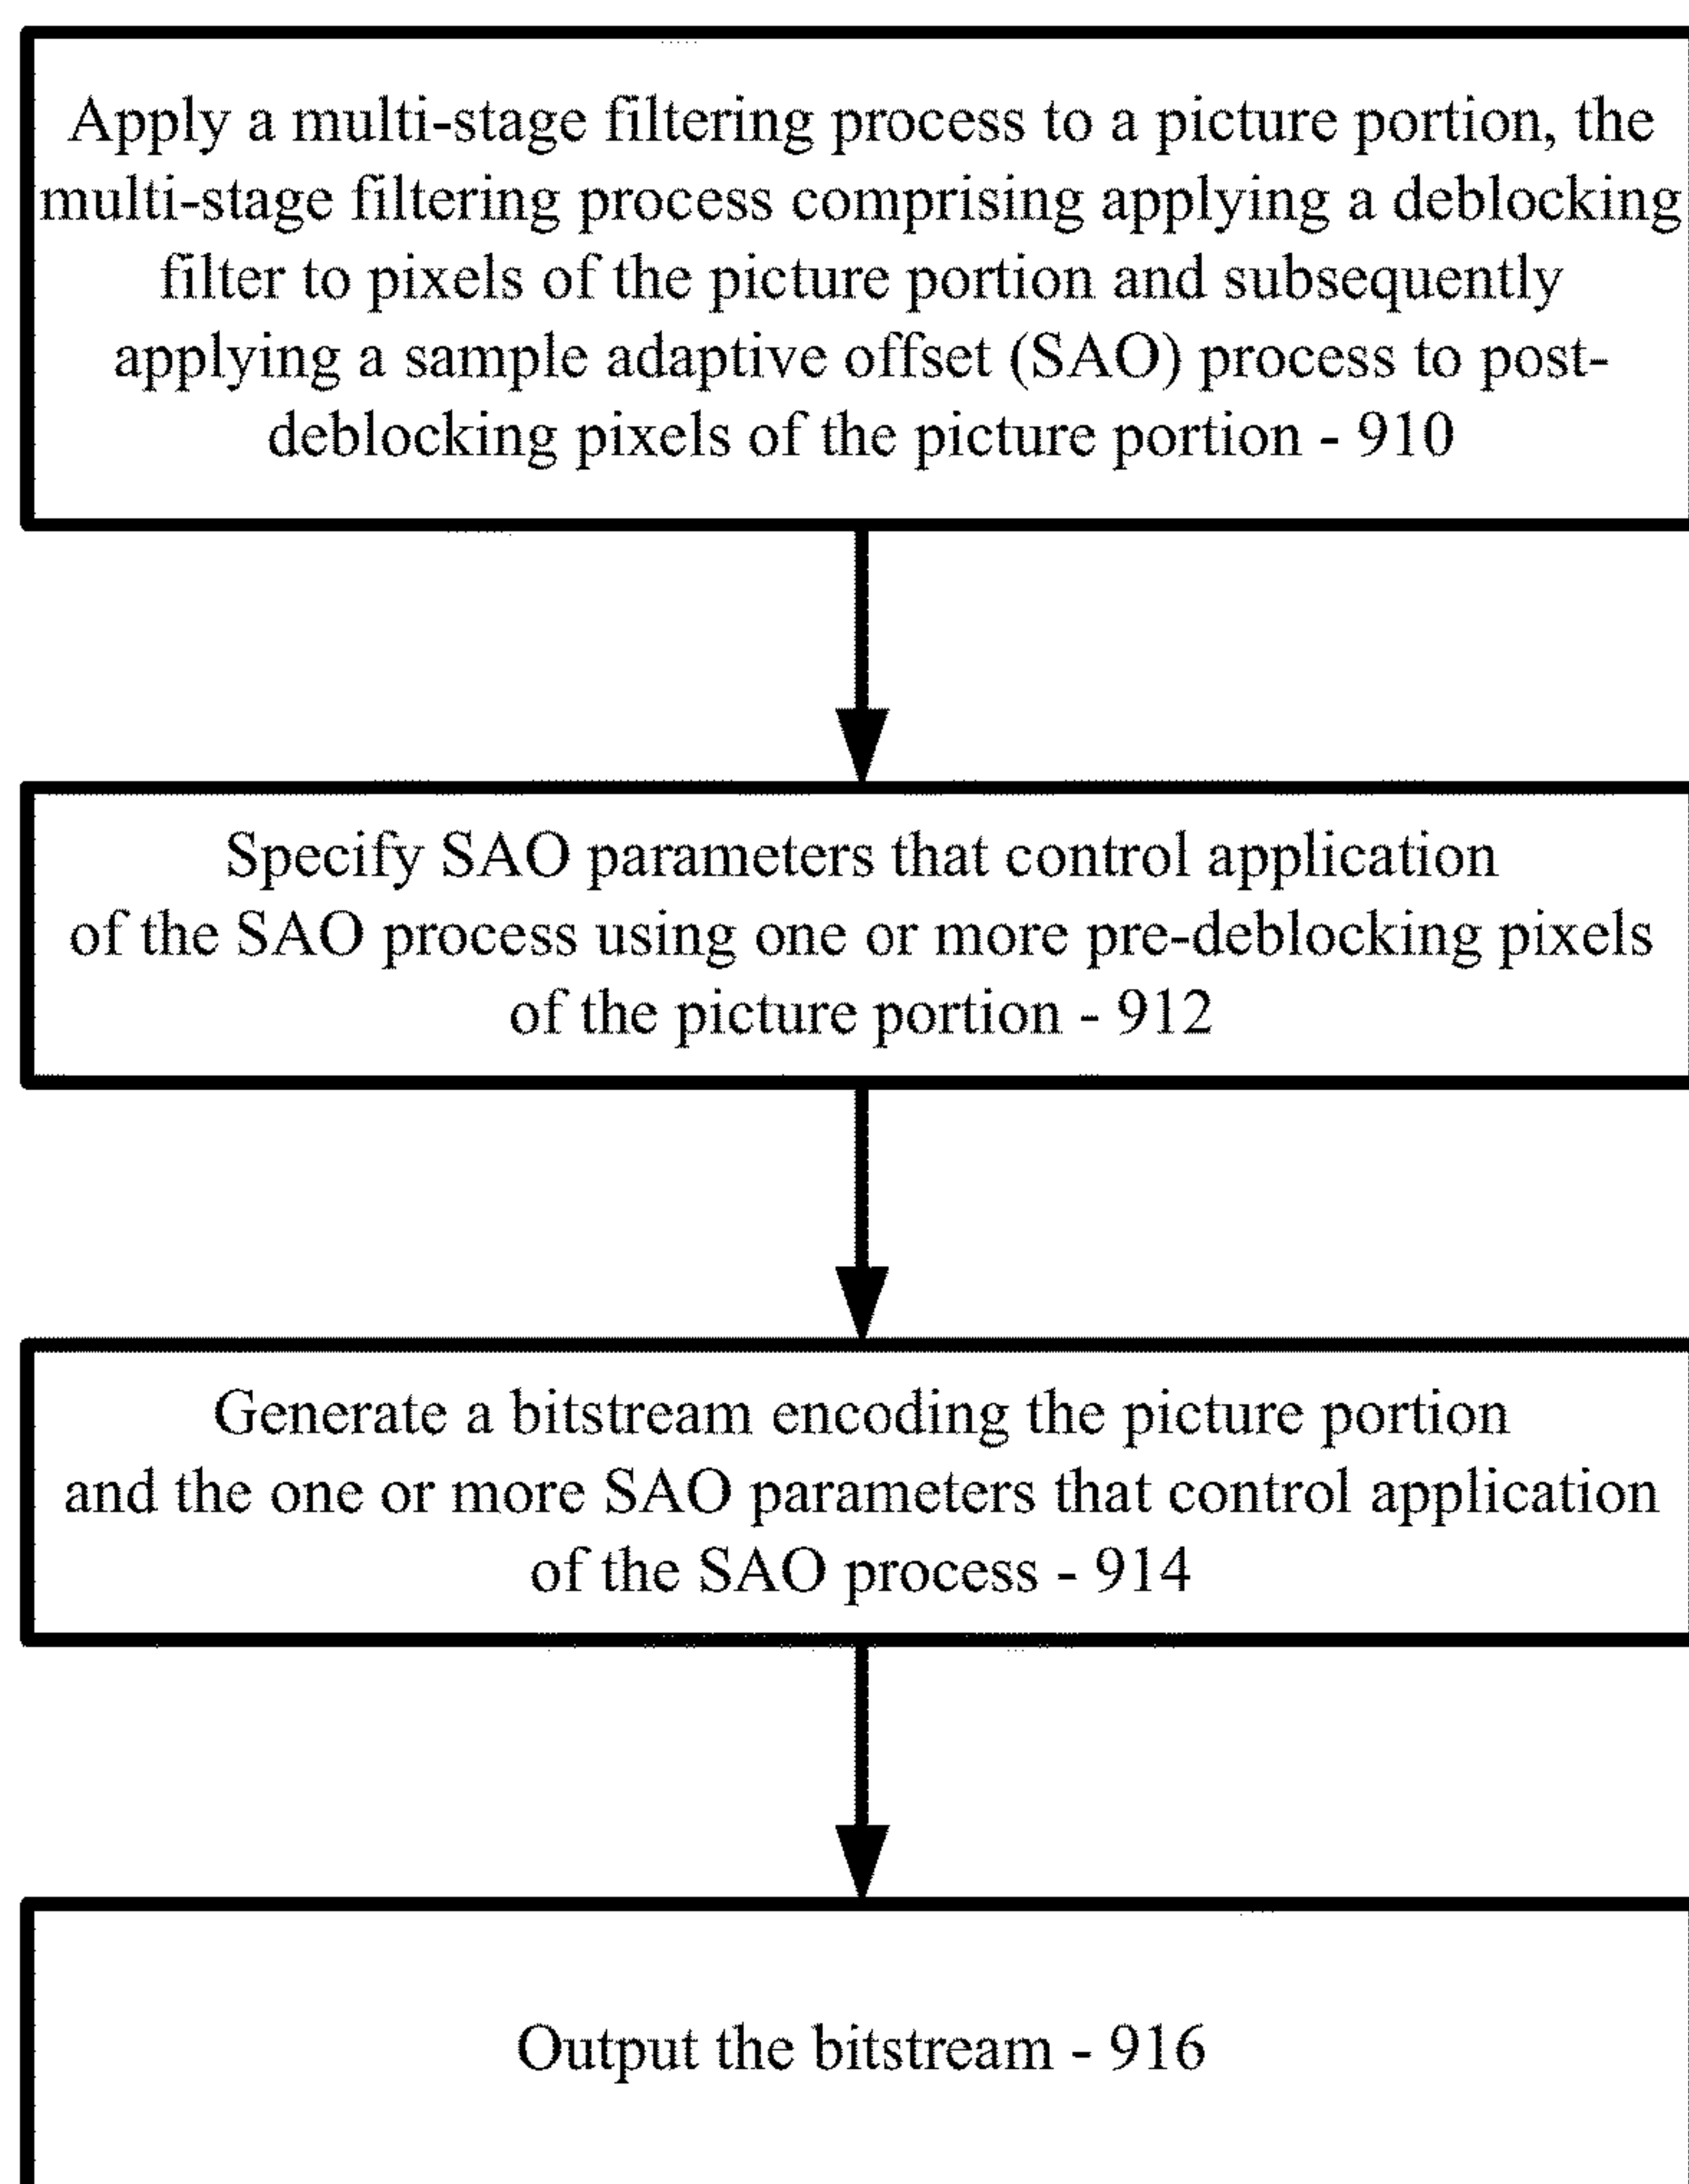 Apply a multi-stage filtering process to a picture portion, the
multi-stage filtering process comprising applying a deblocking
filter to pixels of the picture portion and subsequently
applying a sample adaptive offset (SAO) process to post-
deblocking pixels of the picture portion - 910
Specify SAO parameters that control application
of the SAO process using one or more pre-deblocking pixels
of the picture portion - 912
Generate a bitstream encoding the picture portion
and the one or more SAO parameters that control application
of the SAO process - 914
Output the bitstream - 916